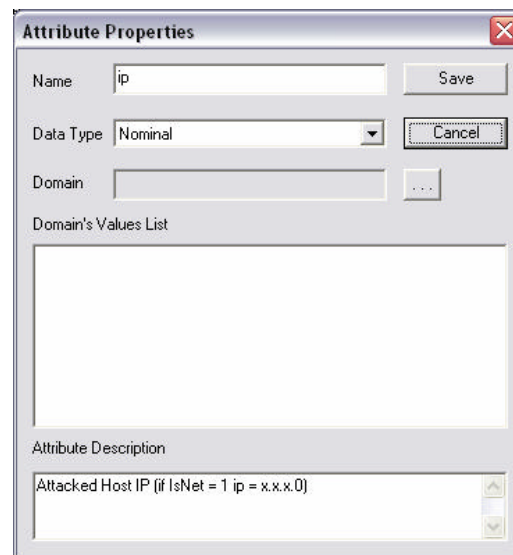 Attribute Properties
Name ip Save
Data Type Nominal Cancel
Domain ...
Domain's Values List
Attribute Description
Attacked Host IP (if IsNet = 1 ip = x.x.x.0)